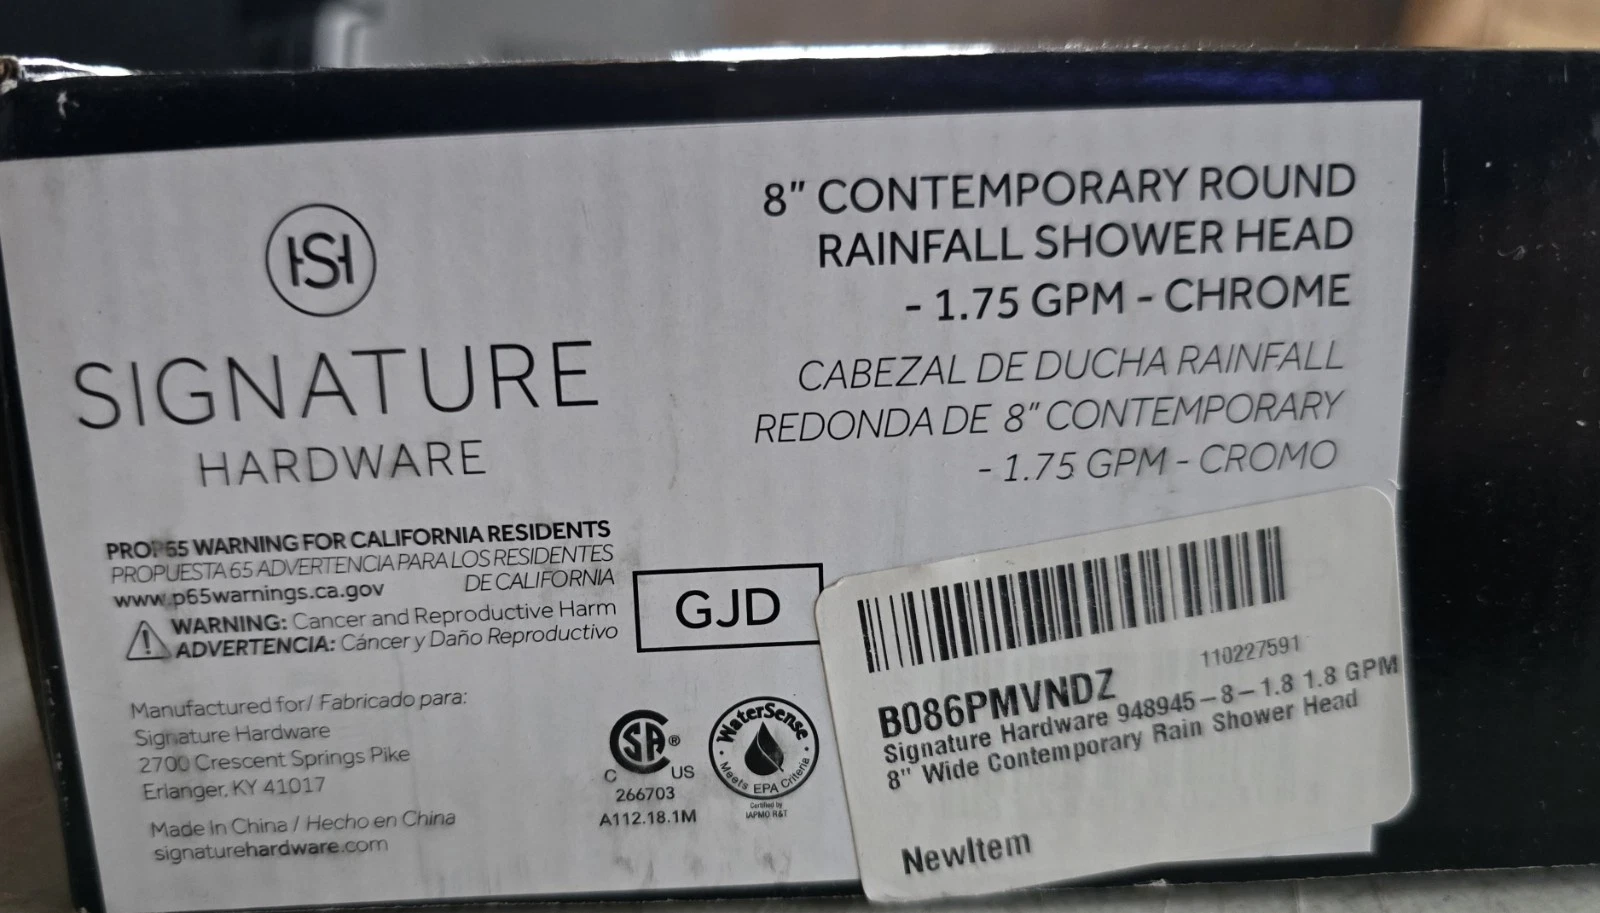 HSH
SIGNATURE
HARDWARE
8" CONTEMPORARY ROUND
RAINFALL SHOWER HEAD
- 1.75 GPM - CHROME
CABEZAL DE DUCHA RAINFALL
REDONDA DE 8" CONTEMPORARY
- 1.75 GPM - CROMO
PROP65 WARNING FOR CALIFORNIA RESIDENTS
PROPUESTA 65 ADVERTENCIA PARA LOS RESIDENTES
DE CALIFORNIA
www.p65warnings.ca.gov
WARNING: Cancer and Reproductive Harm
ADVERTENCIA: Cáncer y Daño Reproductivo
GJD
Manufactured for/ Fabricado para:
Signature Hardware
2700 Crescent Springs Pike
Erlanger, KY 41017
Made In China / Hecho en China
signaturehardware.com
SA®
C US
266703
A112.18.1M
WaterSense
Meets EPA Criteria
Certified by
IAPMO R&T
110227591
B086PMVNDZ
Signature Hardware 948945-8-1.8 1.8 GPM
8" Wide Contemporary Rain Shower Head
NewItem